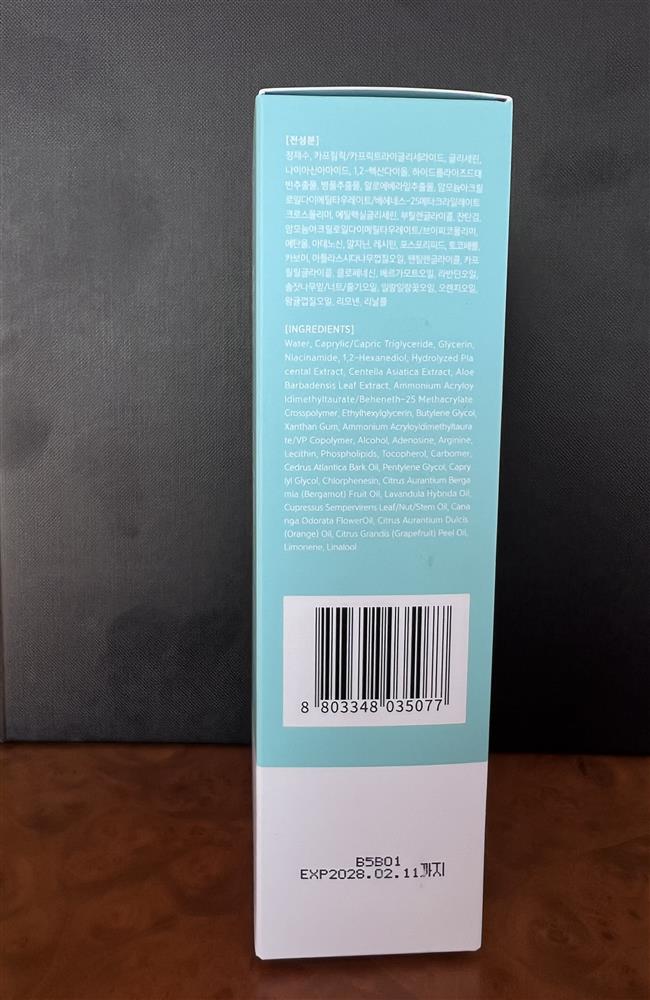 [전성분]
정제수, 카프릴릭/카프릭트라이글리세라이드, 글리세린,
나이아신아마이드, 1,2-헥산다이올, 하이드롤라이즈드태
반추출물, 병풀추출물, 알로에베라잎추출물, 암모늄아크릴
로일다이메틸타우레이트/베헤네스-25메타크릴레이트
크로스폴리머, 에틸헥실글리세린, 부틸렌글라이콜, 잔탄검,
암모늄아크릴로일다이메틸타우레이트/브이피코폴리머,
에탄올, 아데노신, 알지닌, 레시틴, 포스포리피드, 토코페롤,
카보머, 아틀라스시다나무껍질오일, 펜틸렌글라이콜, 카프
릴릴글라이콜, 클로페네신, 베르가모트오일, 라반딘오일,
솔잣나무잎/너트/줄기오일, 일랑일랑꽃오일, 오렌지오일,
왕귤껍질오일, 리모넨, 리날룰
[INGREDIENTS]
Water, Caprylic/Capric Triglyceride, Glycerin,
Niacinamide, 1,2-Hexanediol, Hydrolyzed Pla
cental Extract, Centella Asiatica Extract, Aloe
Barbadensis Leaf Extract, Ammonium Acryloy
ldimethyltaurate/Beheneth-25 Methacrylate
Crosspolymer, Ethylhexylglycerin, Butylene Glycol,
Xanthan Gum, Ammonium Acryloyldimethyltaura
te/VP Copolymer, Alcohol, Adenosine, Arginine,
Lecithin, Phospholipids, Tocopherol, Carbomer,
Cedrus Atlantica Bark Oil, Pentylene Glycol, Capry
lyl Glycol, Chlorphenesin, Citrus Aurantium Berga
mia (Bergamot) Fruit Oil, Lavandula Hybrida Oil,
Cupressus Sempervirens Leaf/Nut/Stem Oil, Cana
nga Odorata FlowerOil, Citrus Aurantium Dulcis
(Orange) Oil, Citrus Grandis (Grapefruit) Peel Oil,
Limonene, Linalool
8 803348 035077
B5B01
EXP2028.02.11까지